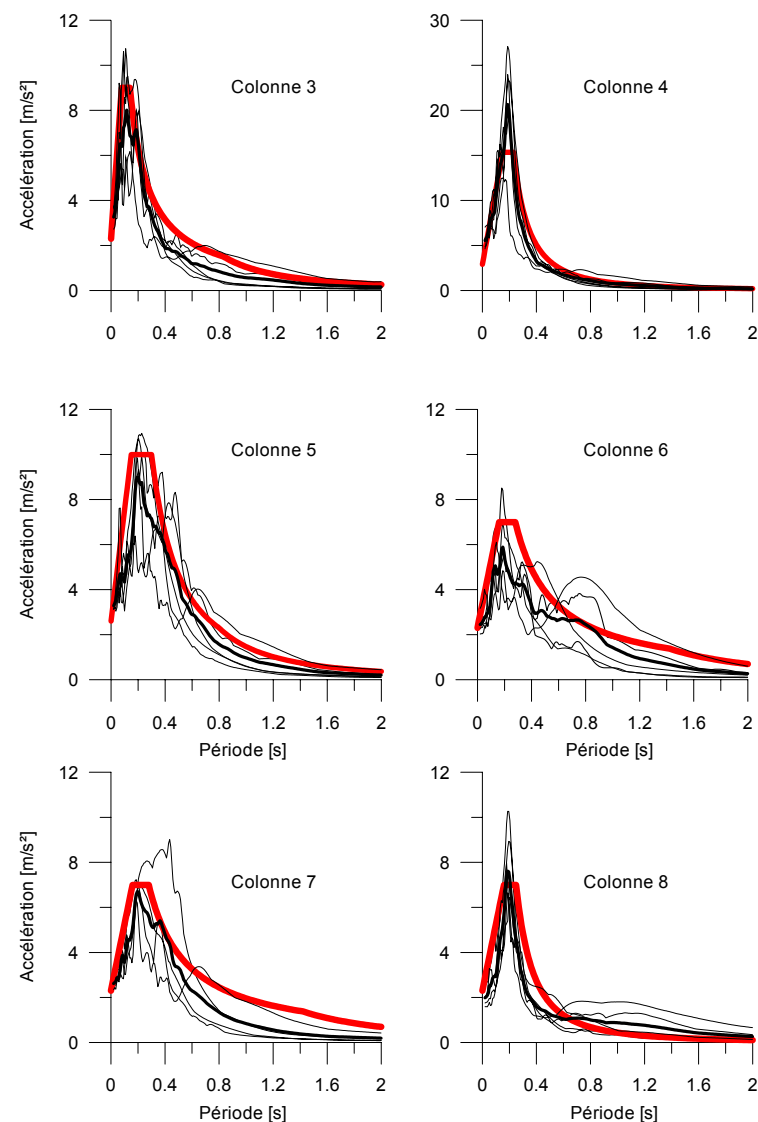 12 30
Colonne 3 Colonne 4
8 20
Accélération [m/s²]
4 10
0 0
0 0.4 0.8 1.2 1.6 2 0 0.4 0.8 1.2 1.6 2
12 12
Colonne 5 Colonne 6
8 8
Accélération [m/s²]
4 4
0 0
0 0.4 0.8 1.2 1.6 2 0 0.4 0.8 1.2 1.6 2
Période [s] Période [s]
12 12
Colonne 7 Colonne 8
8 8
Accélération [m/s²]
4 4
0 0
0 0.4 0.8 1.2 1.6 2 0 0.4 0.8 1.2 1.6 2
Période [s] Période [s]